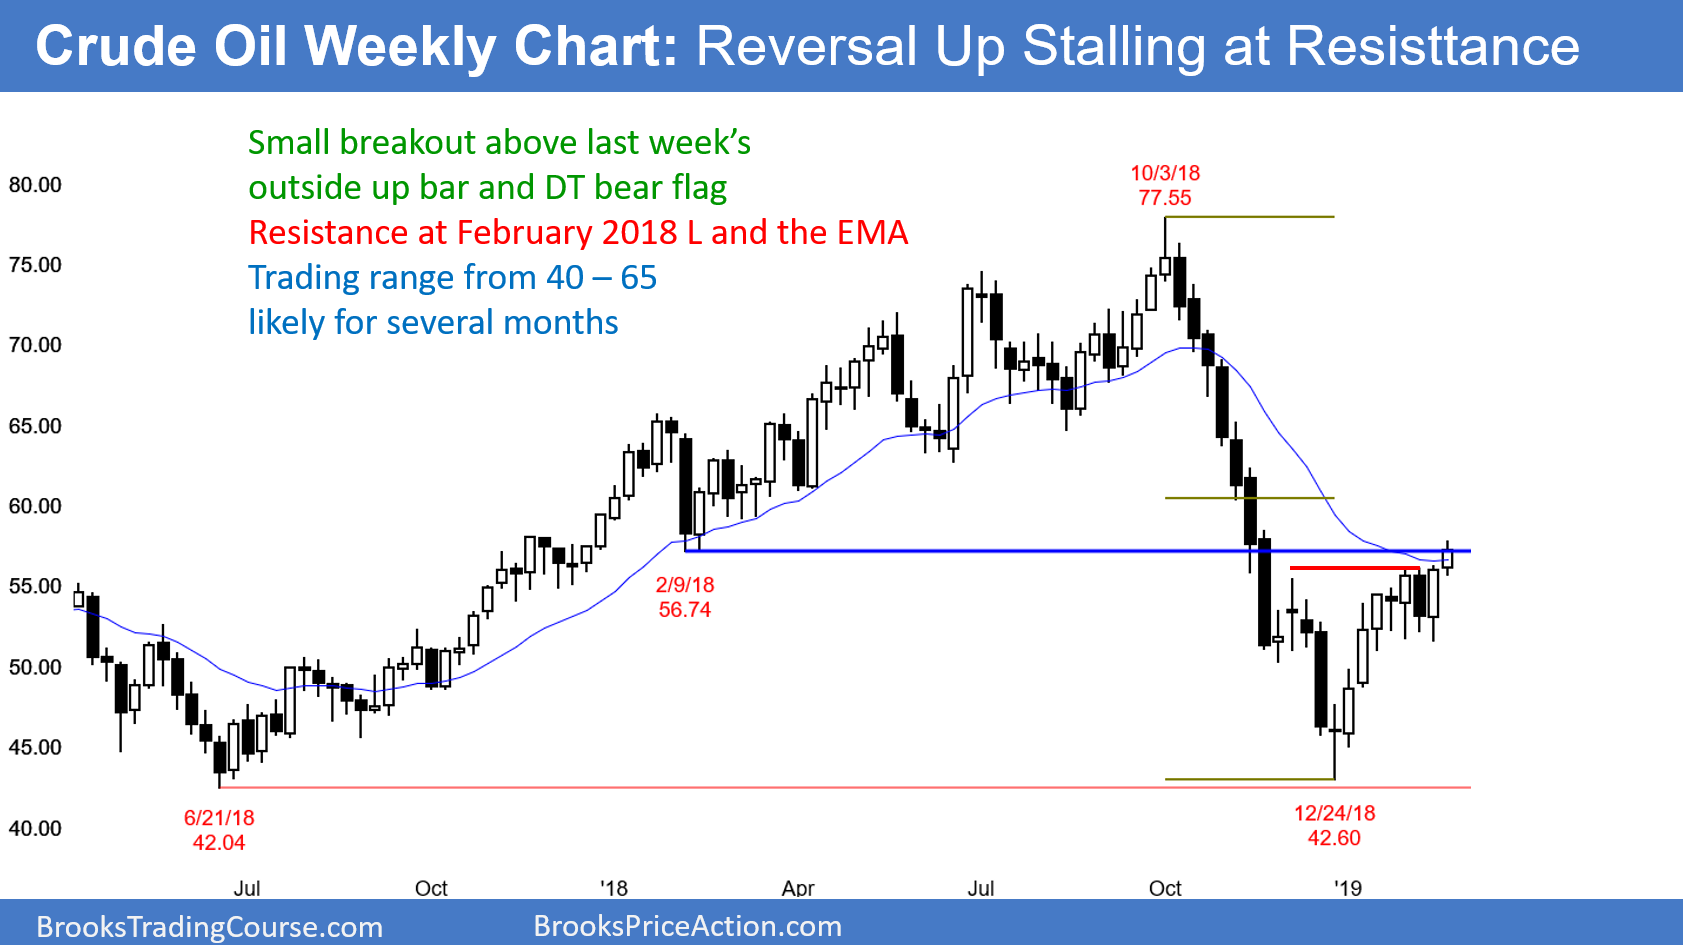 Crude Oil Weekly Chart: Reversal Up Stalling at Resisttance
Small breakout above last week’s
outside up bar and DT bear flag
Resistance at February 2018 L and the EMA
Trading range from 40 – 65
likely for several months
10/3/18
77.55
80.00
75.00
70.00
65.00
60.00
55.00
50.00
45.00
40.00
2/9/18
56.74
6/21/18
42.04
12/24/18
42.60
Jul
Oct
'18
Apr
Jul
Oct
'19
BrooksTradingCourse.com
BrooksPriceAction.com